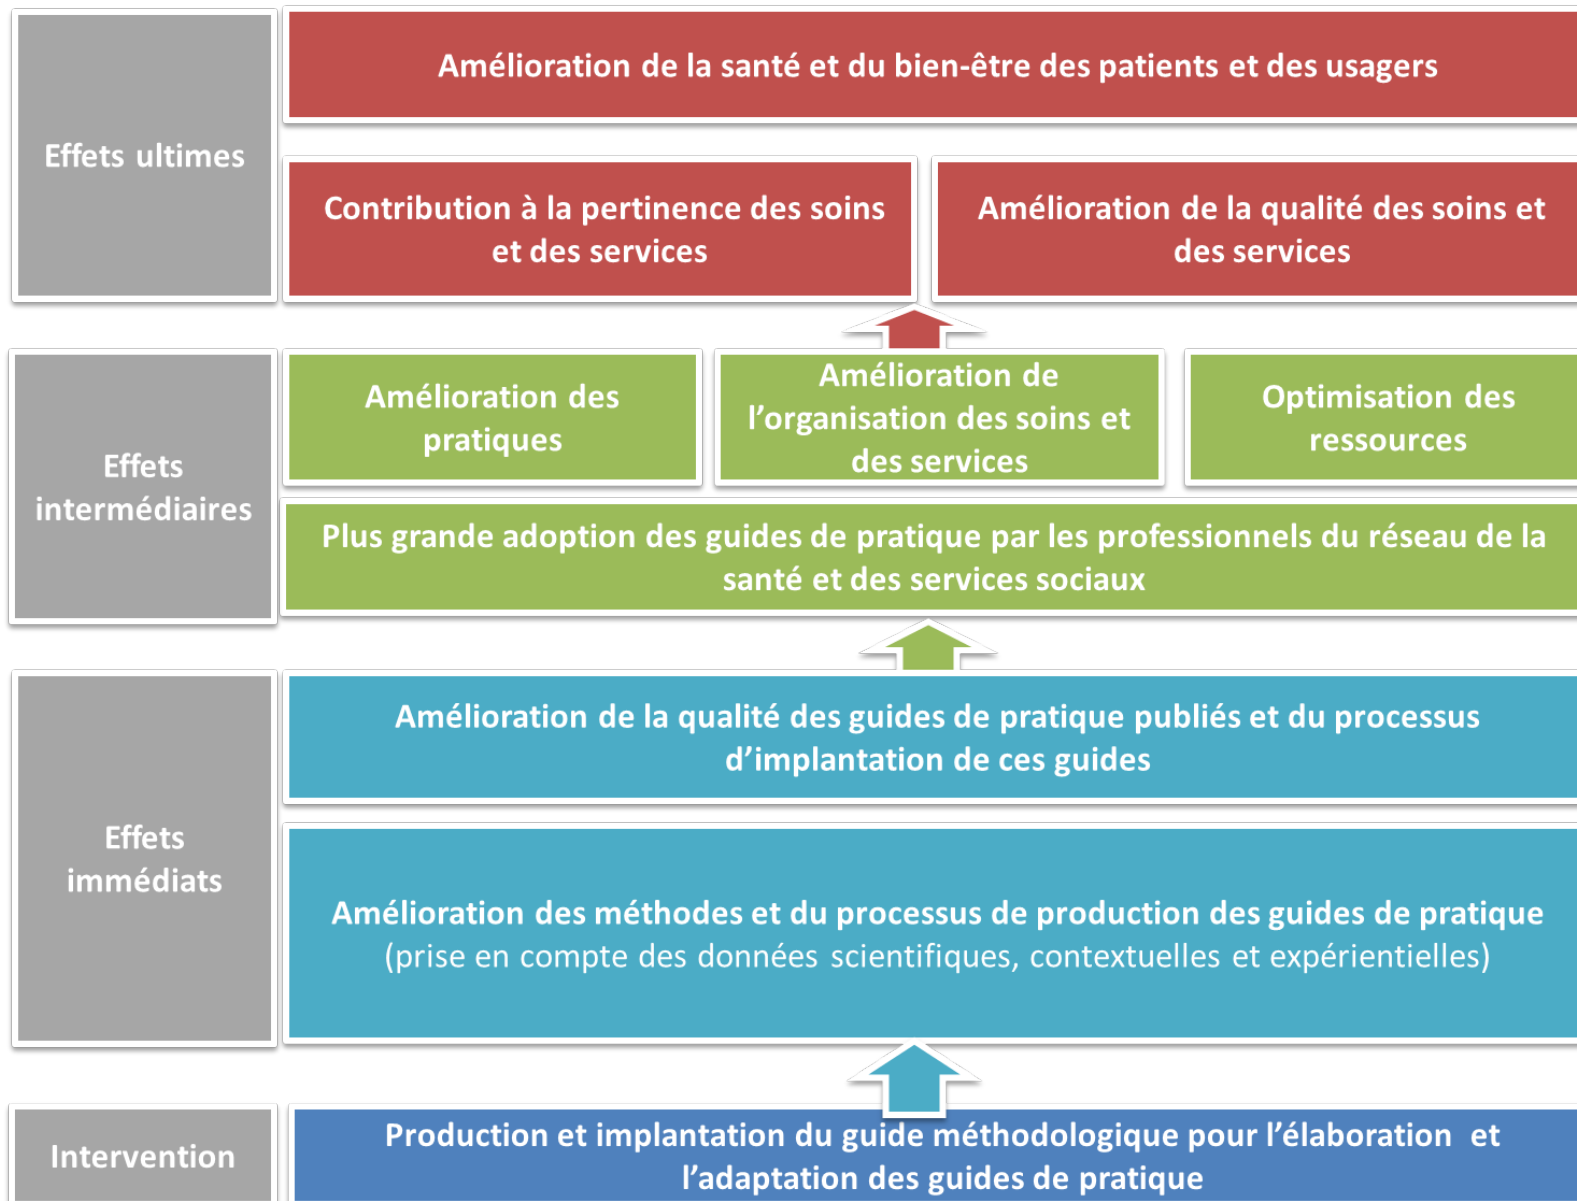 Effets ultimes
Amélioration de la santé et du bien-être des patients et des usagers
Contribution à la pertinence des soins
et des services
Amélioration de la qualité des soins et
des services
Effets
intermédiaires
Amélioration des
pratiques
Amélioration de
l’organisation des soins et
des services
Optimisation des
ressources
Plus grande adoption des guides de pratique par les professionnels du réseau de la
santé et des services sociaux
Effets
immédiats
Amélioration de la qualité des guides de pratique publiés et du processus
d’implantation de ces guides
Amélioration des méthodes et du processus de production des guides de pratique
(prise en compte des données scientifiques, contextuelles et expérientielles)
Intervention
Production et implantation du guide méthodologique pour l’élaboration et
l’adaptation des guides de pratique